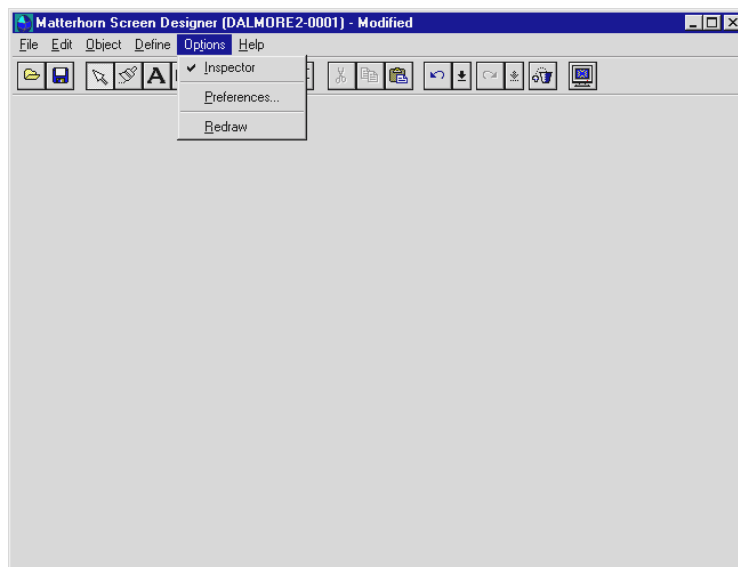 Matterhorn Screen Designer (DALMORE2-0001) - Modified
File Edit Object Define Options Help
A
Inspector
Preferences...
Redraw